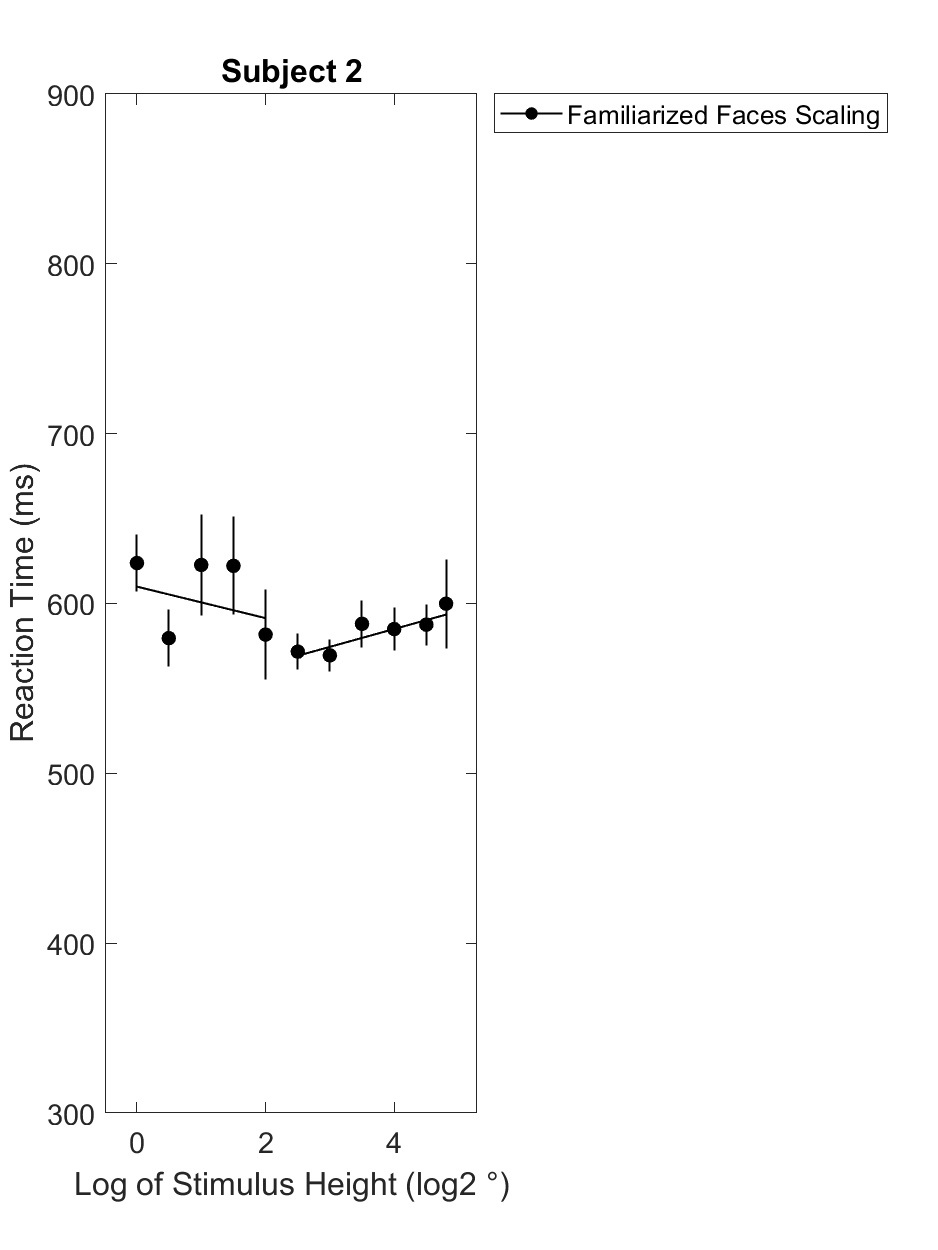 Subject 2
Familiarized Faces Scaling
900
800
700
600
500
400
300
Reaction Time (ms)
0 2 4
Log of Stimulus Height (log2 °)